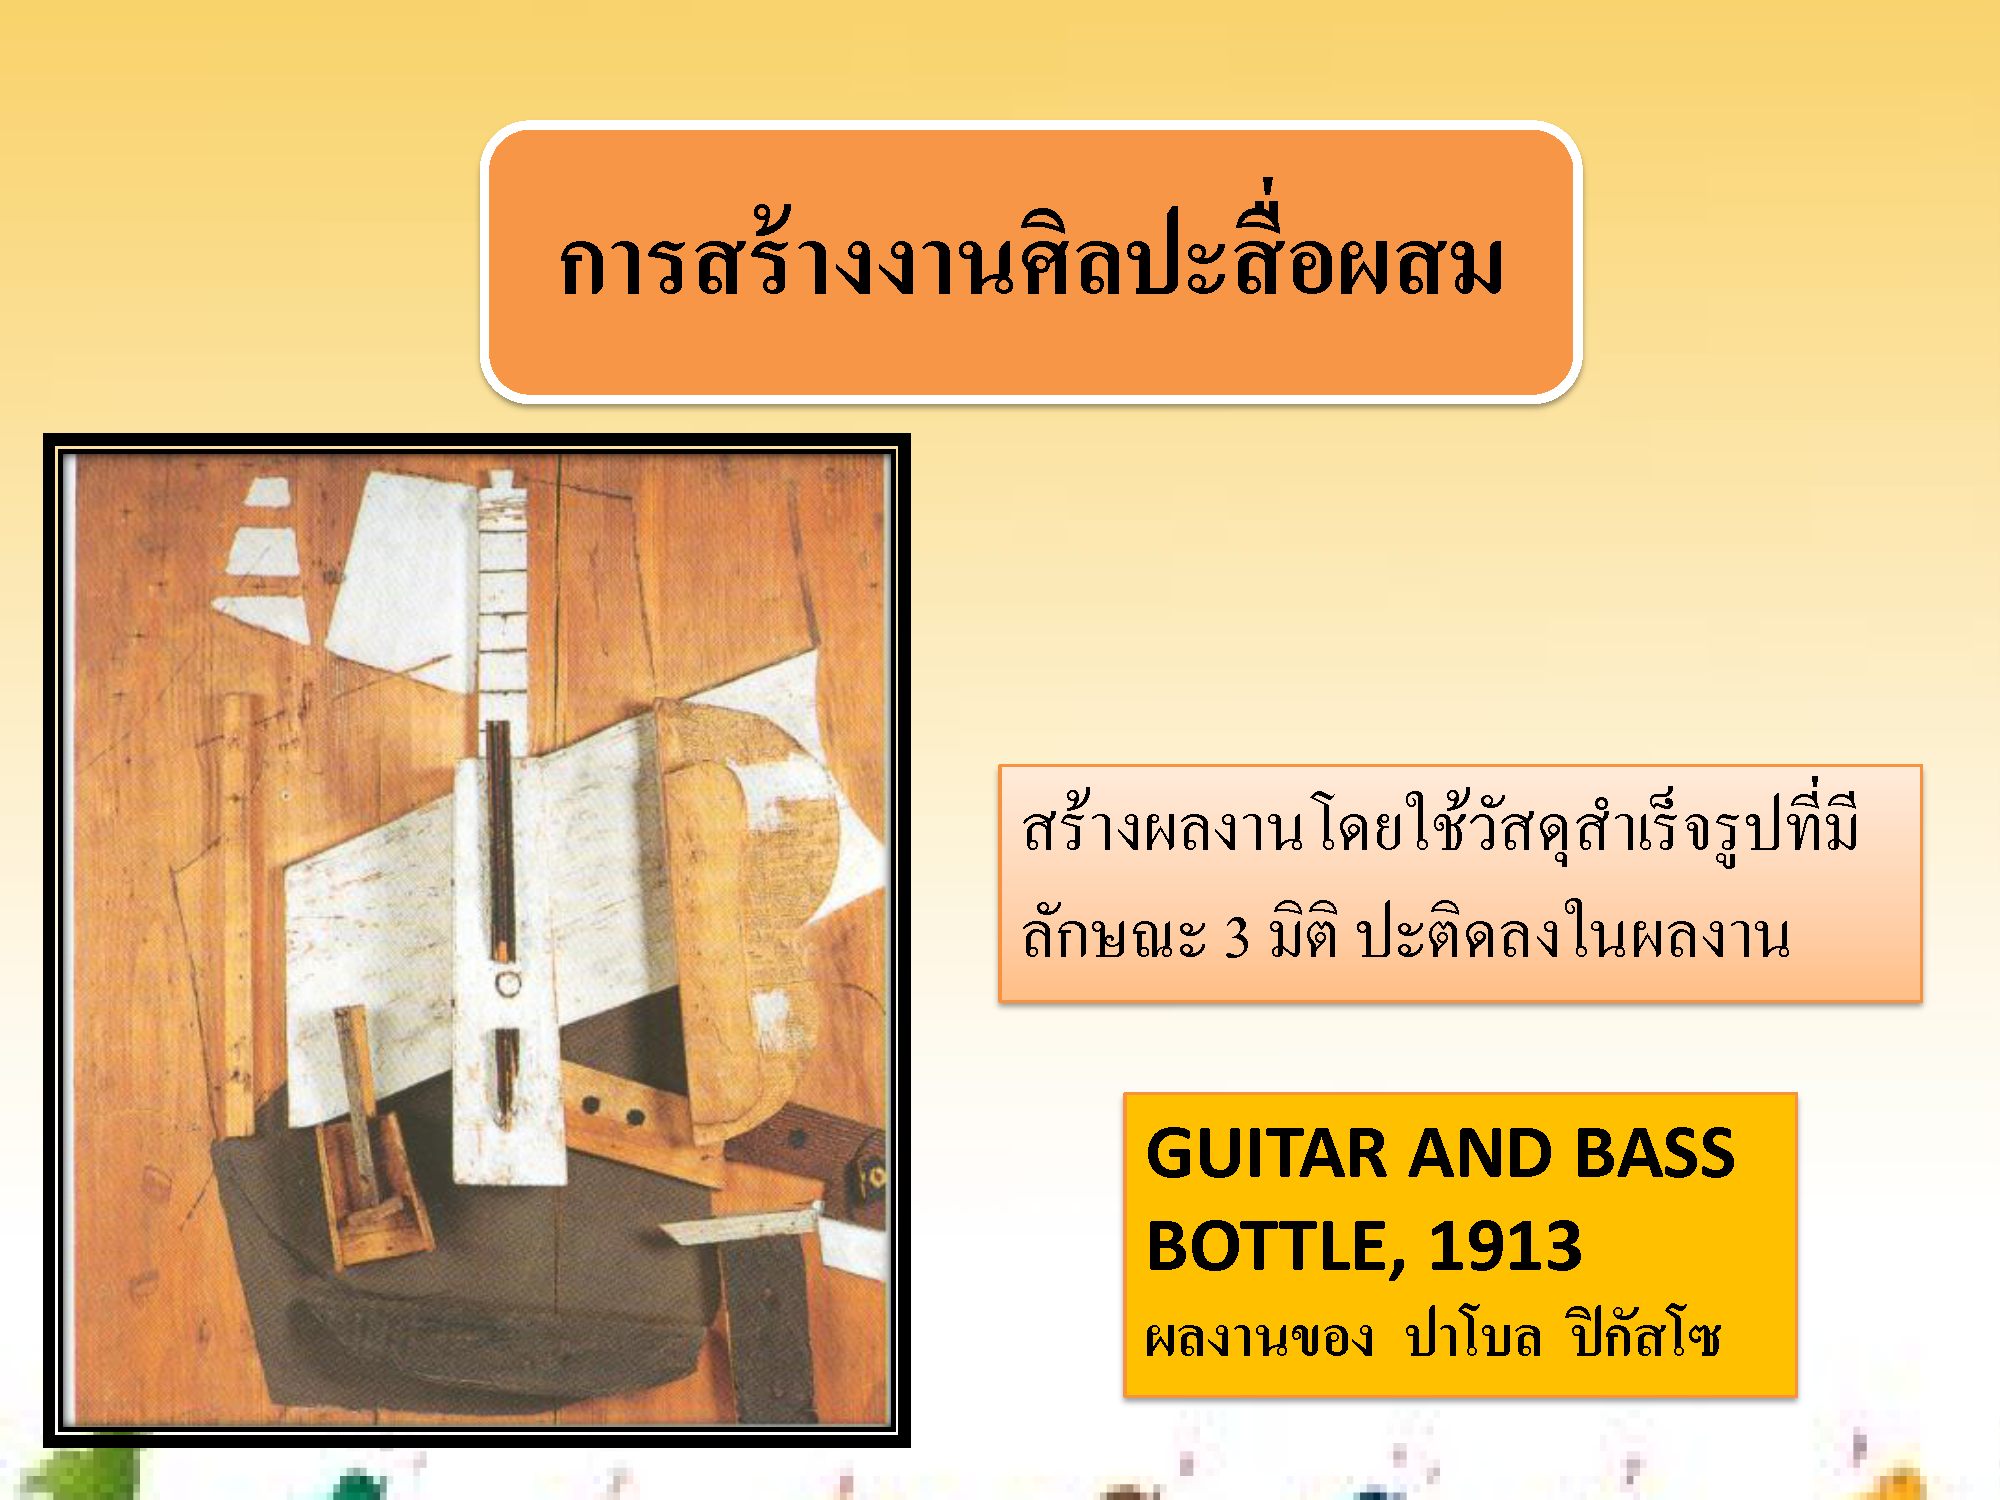 การสร้างงานศิลปะสื่อผสม
สร้างผลงานโดยใช้วัสดุสำเร็จรูปที่มี
ลักษณะ 3 มิติ ปะติดลงในผลงาน
GUITAR AND BASS
BOTTLE, 1913
ผลงานของ ปาโบล ปิกัสโซ